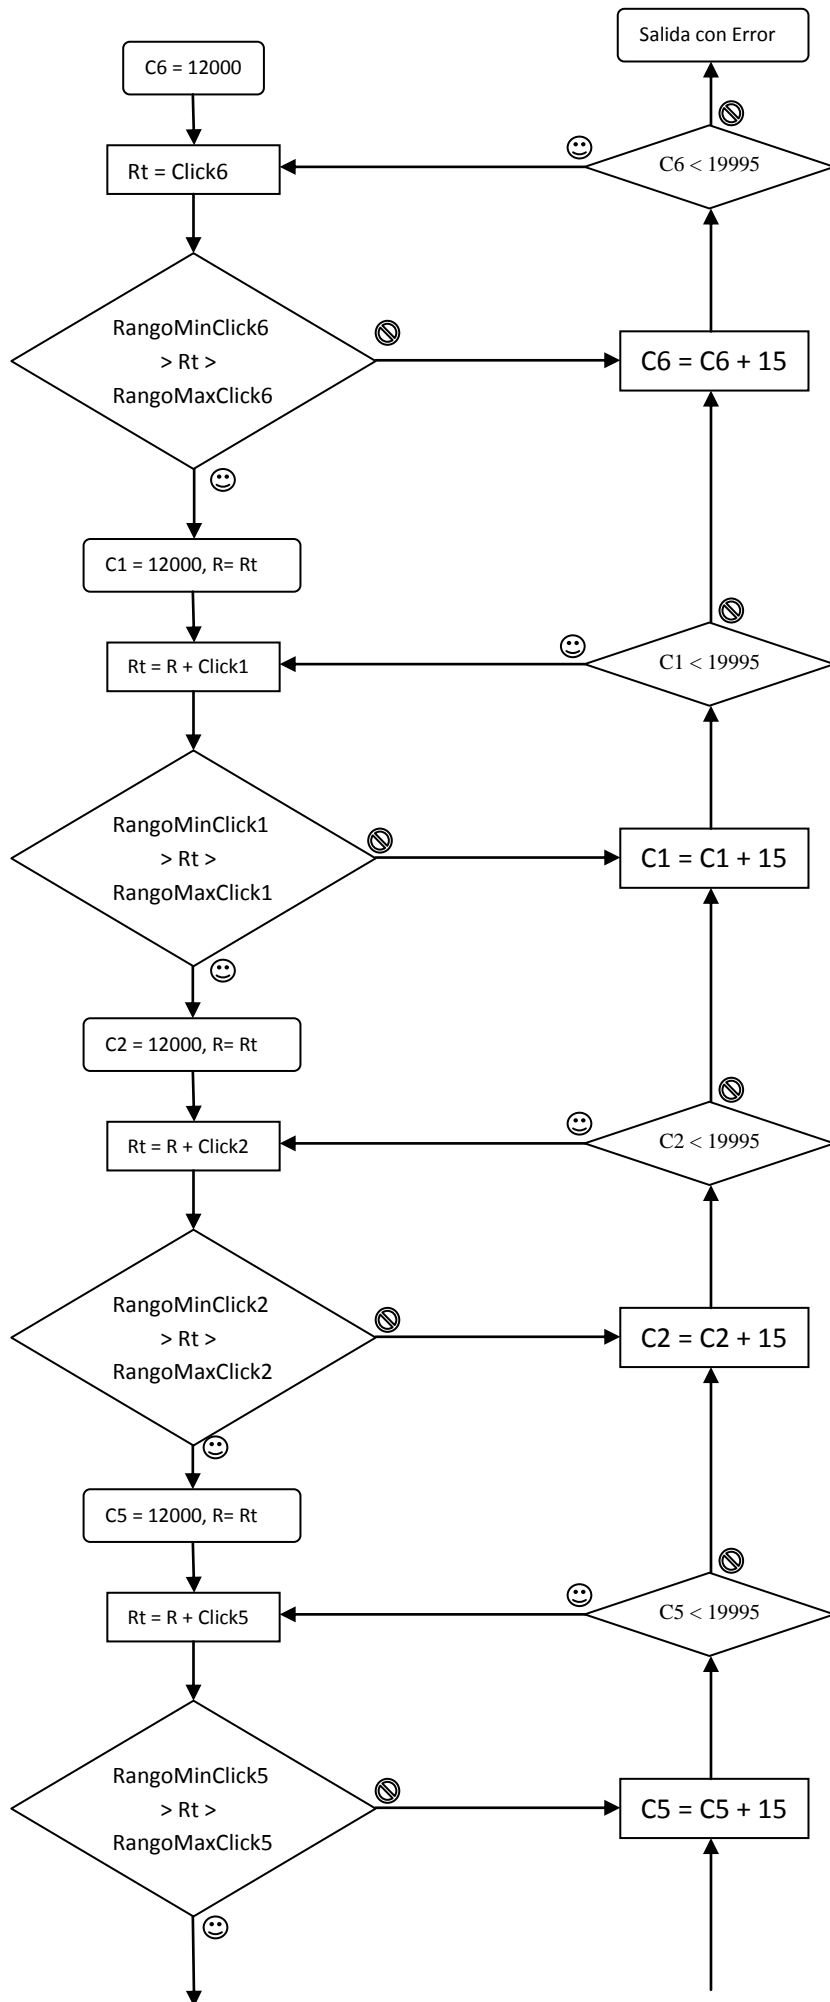 Salida con Error
C6 = 12000
C6 < 19995
Rt = Click6
RangoMinClick6
> Rt >
RangoMaxClick6
C6 = C6 + 15
C1 = 12000, R= Rt
Rt = R + Click1
C1 < 19995
RangoMinClick1
> Rt >
RangoMaxClick1
C1 = C1 + 15
C2 = 12000, R= Rt
Rt = R + Click2
C2 < 19995
RangoMinClick2
> Rt >
RangoMaxClick2
C2 = C2 + 15
C5 = 12000, R= Rt
Rt = R + Click5
C5 < 19995
RangoMinClick5
> Rt >
RangoMaxClick5
C5 = C5 + 15